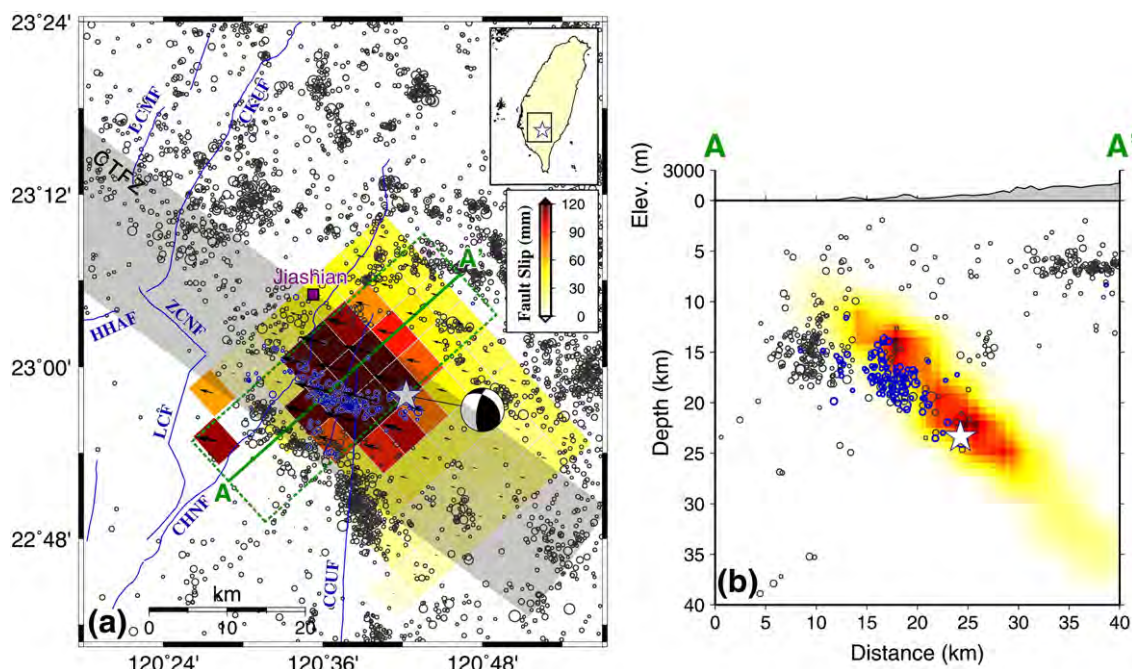 23°24'
23°12'
23°00'
22°48'
120°24'
120°36'
120°48'
LCMF
CKUF
CTFZ
Jiashian
A'
HHAF
ZCNF
LCF
A
CHNF
CCUF
Fault Slip (mm)
120
90
60
30
0
km
0 10 20
(a)
A
A'
Elev. (m)
3000
0
Depth (km)
0
5
10
15
20
25
30
35
40
(b)
0 5 10 15 20 25 30 35 40
Distance (km)